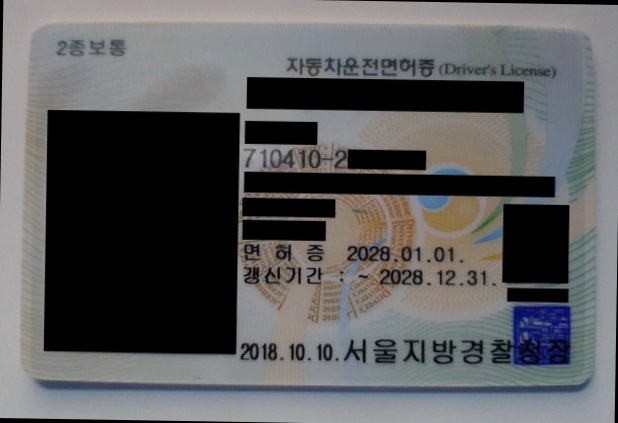 2종보통
자동차운전면허증 (Driver's License)
710410-2
면 허 증 2028.01.01.
갱신기간 : ~ 2028.12.31.
2018.10.10. 서울지방경찰청장